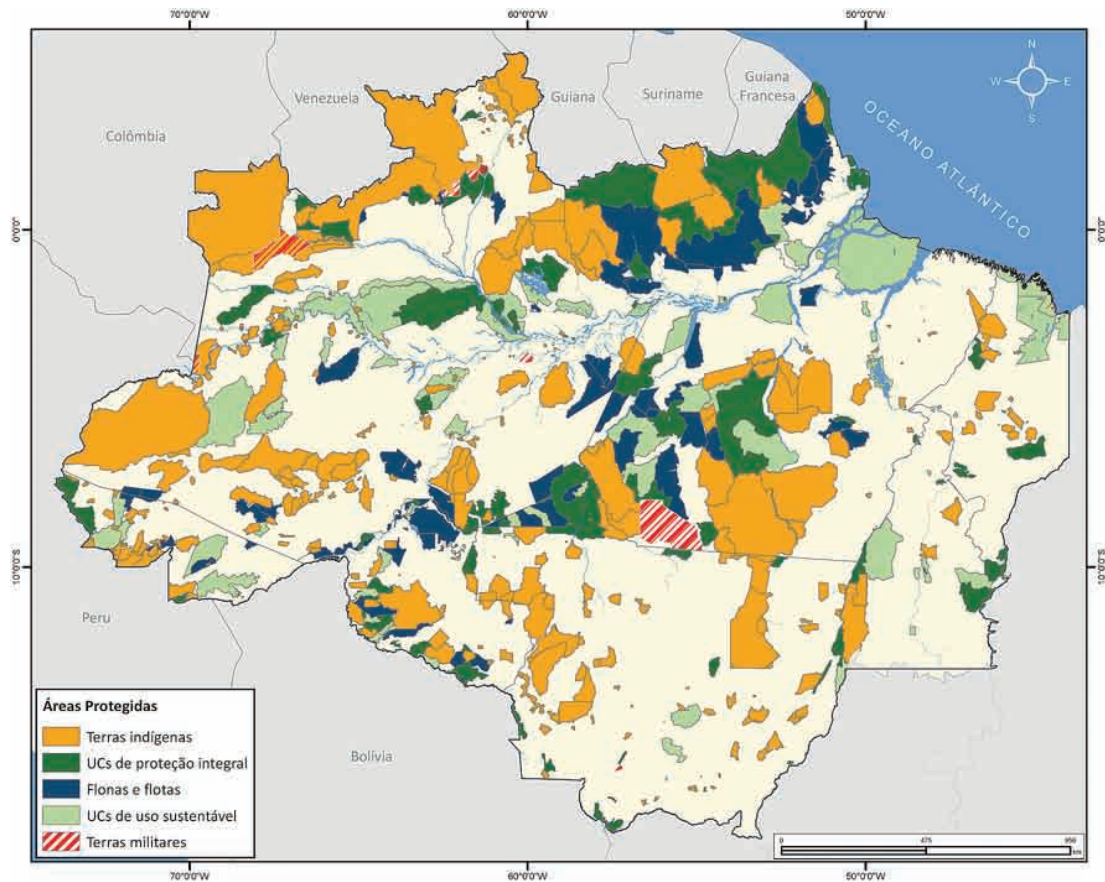 70°0'0"W 60°0'0"W 50°0'0"W
N
W E
S
Venezuela
Guiana
Suriname
Guiana
Francesa
Colômbia
OCEANO ATLÂNTICO
0°0'0" 0°0'0"
10°0'0"S 10°0'0"S
Peru
Bolívia
Áreas Protegidas
Terras indígenas
UCs de proteção integral
Flonas e flotas
UCs de uso sustentável
Terras militares
0 475 950
km
70°0'0"W 60°0'0"W 50°0'0"W